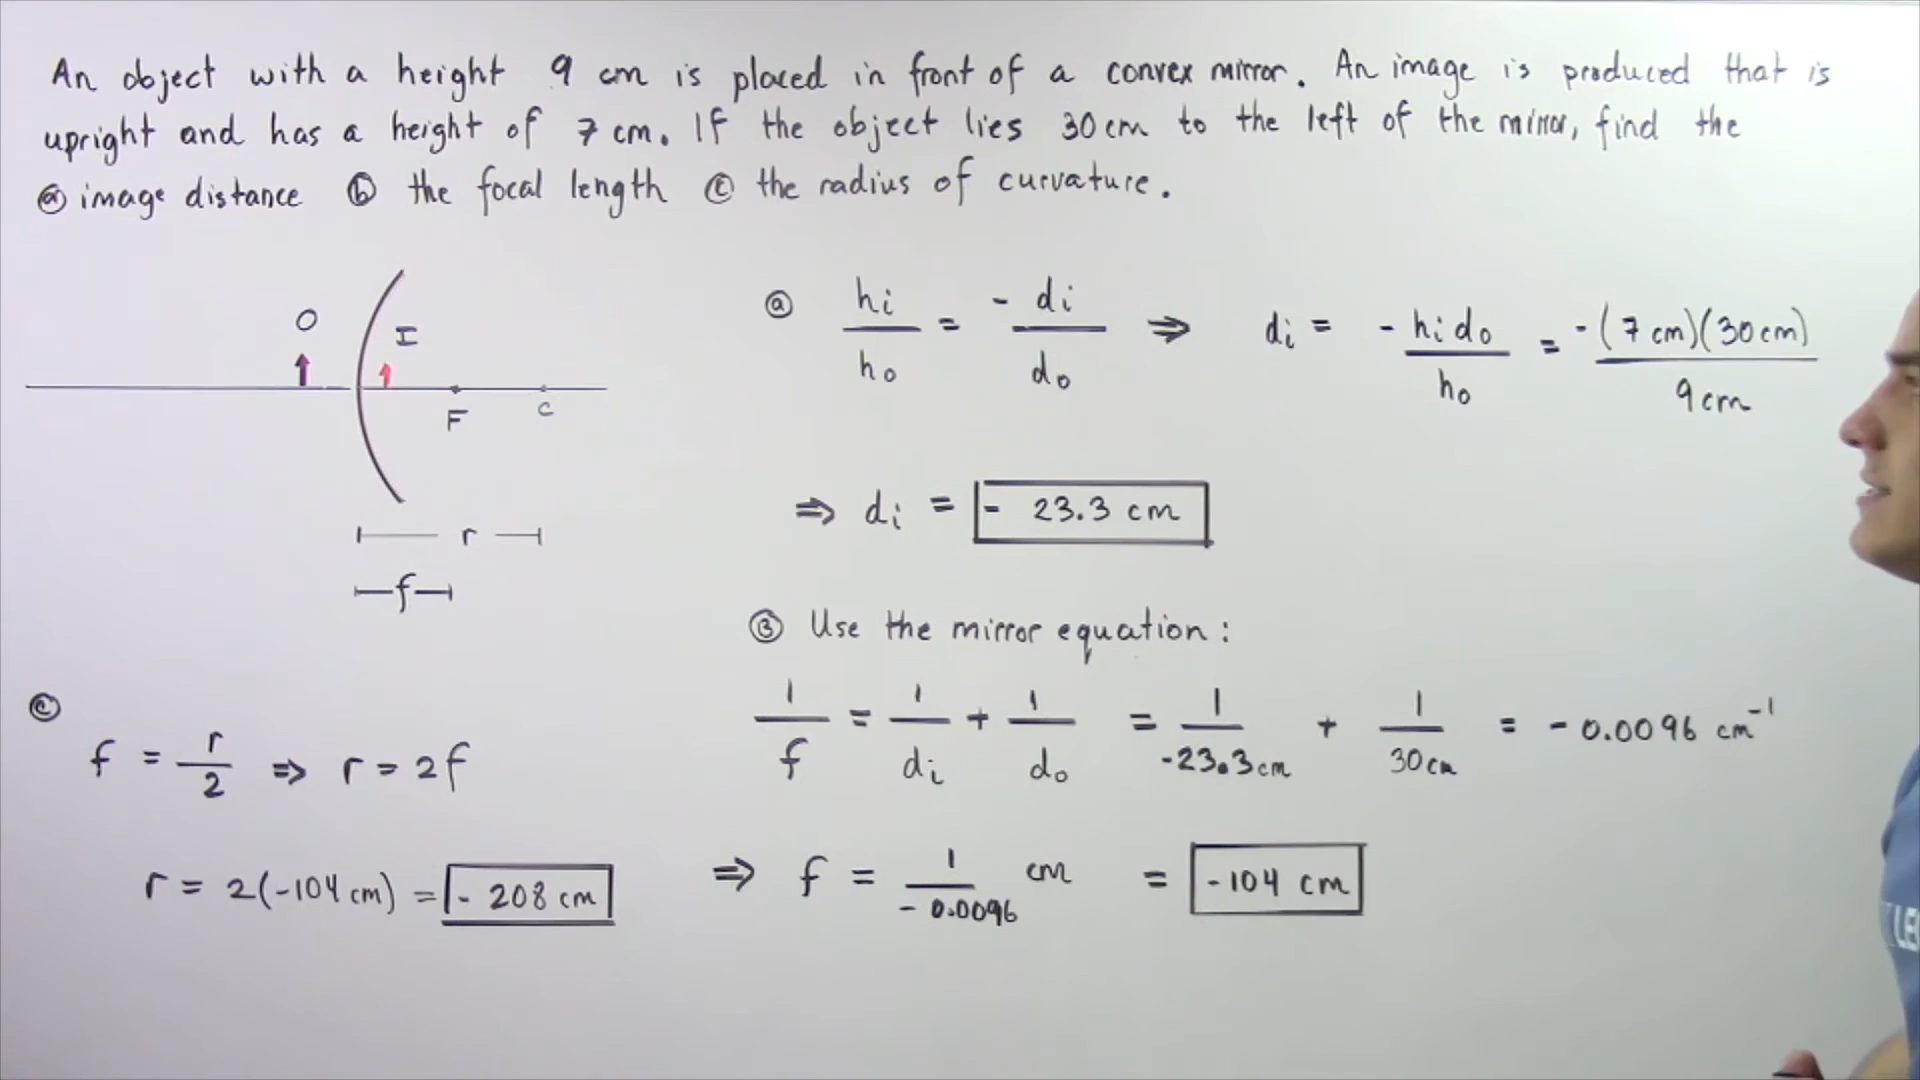 An object with a height 9 cm is placed in front of a convex mirror. An image is produced that is
upright and has a height of 7 cm. If the object lies 30cm to the left of the mirror, find the
ⓐ image distance ⓑ the focal length ⓒ the radius of curvature.
O
I
F
C
r
f
ⓐ hi/ho = - di/do ⇒ di = - hi do/ho = -(7 cm)(30 cm)/9 cm
⇒ di = - 23.3 cm
Ⓑ Use the mirror equation:
1/f = 1/di + 1/do = 1/-23.3cm + 1/30cm = - 0.0096 cm⁻¹
⇒ f = 1/-0.0096 cm = -104 cm
ⓒ
f = r/2 ⇒ r = 2f
r = 2(-104 cm) = - 208 cm